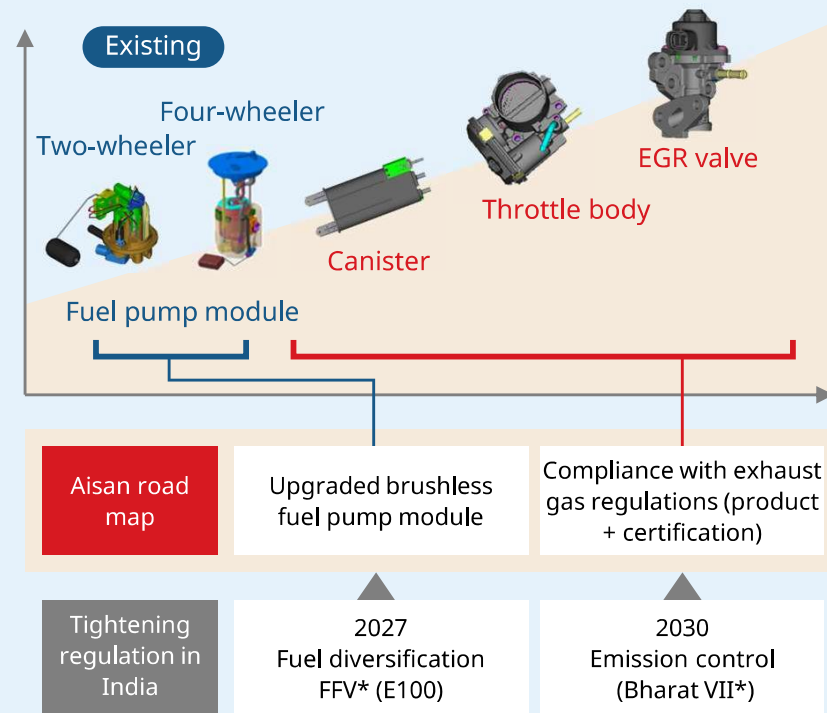 Existing
Four-wheeler
Two-wheeler
EGR valve
Throttle body
Canister
Fuel pump module
Aisan road
map
Upgraded brushless
fuel pump module
Compliance with exhaust
gas regulations (product
+ certification)
Tightening
regulation in
India
2027
Fuel diversification
FFV* (E100)
2030
Emission control
(Bharat VII*)